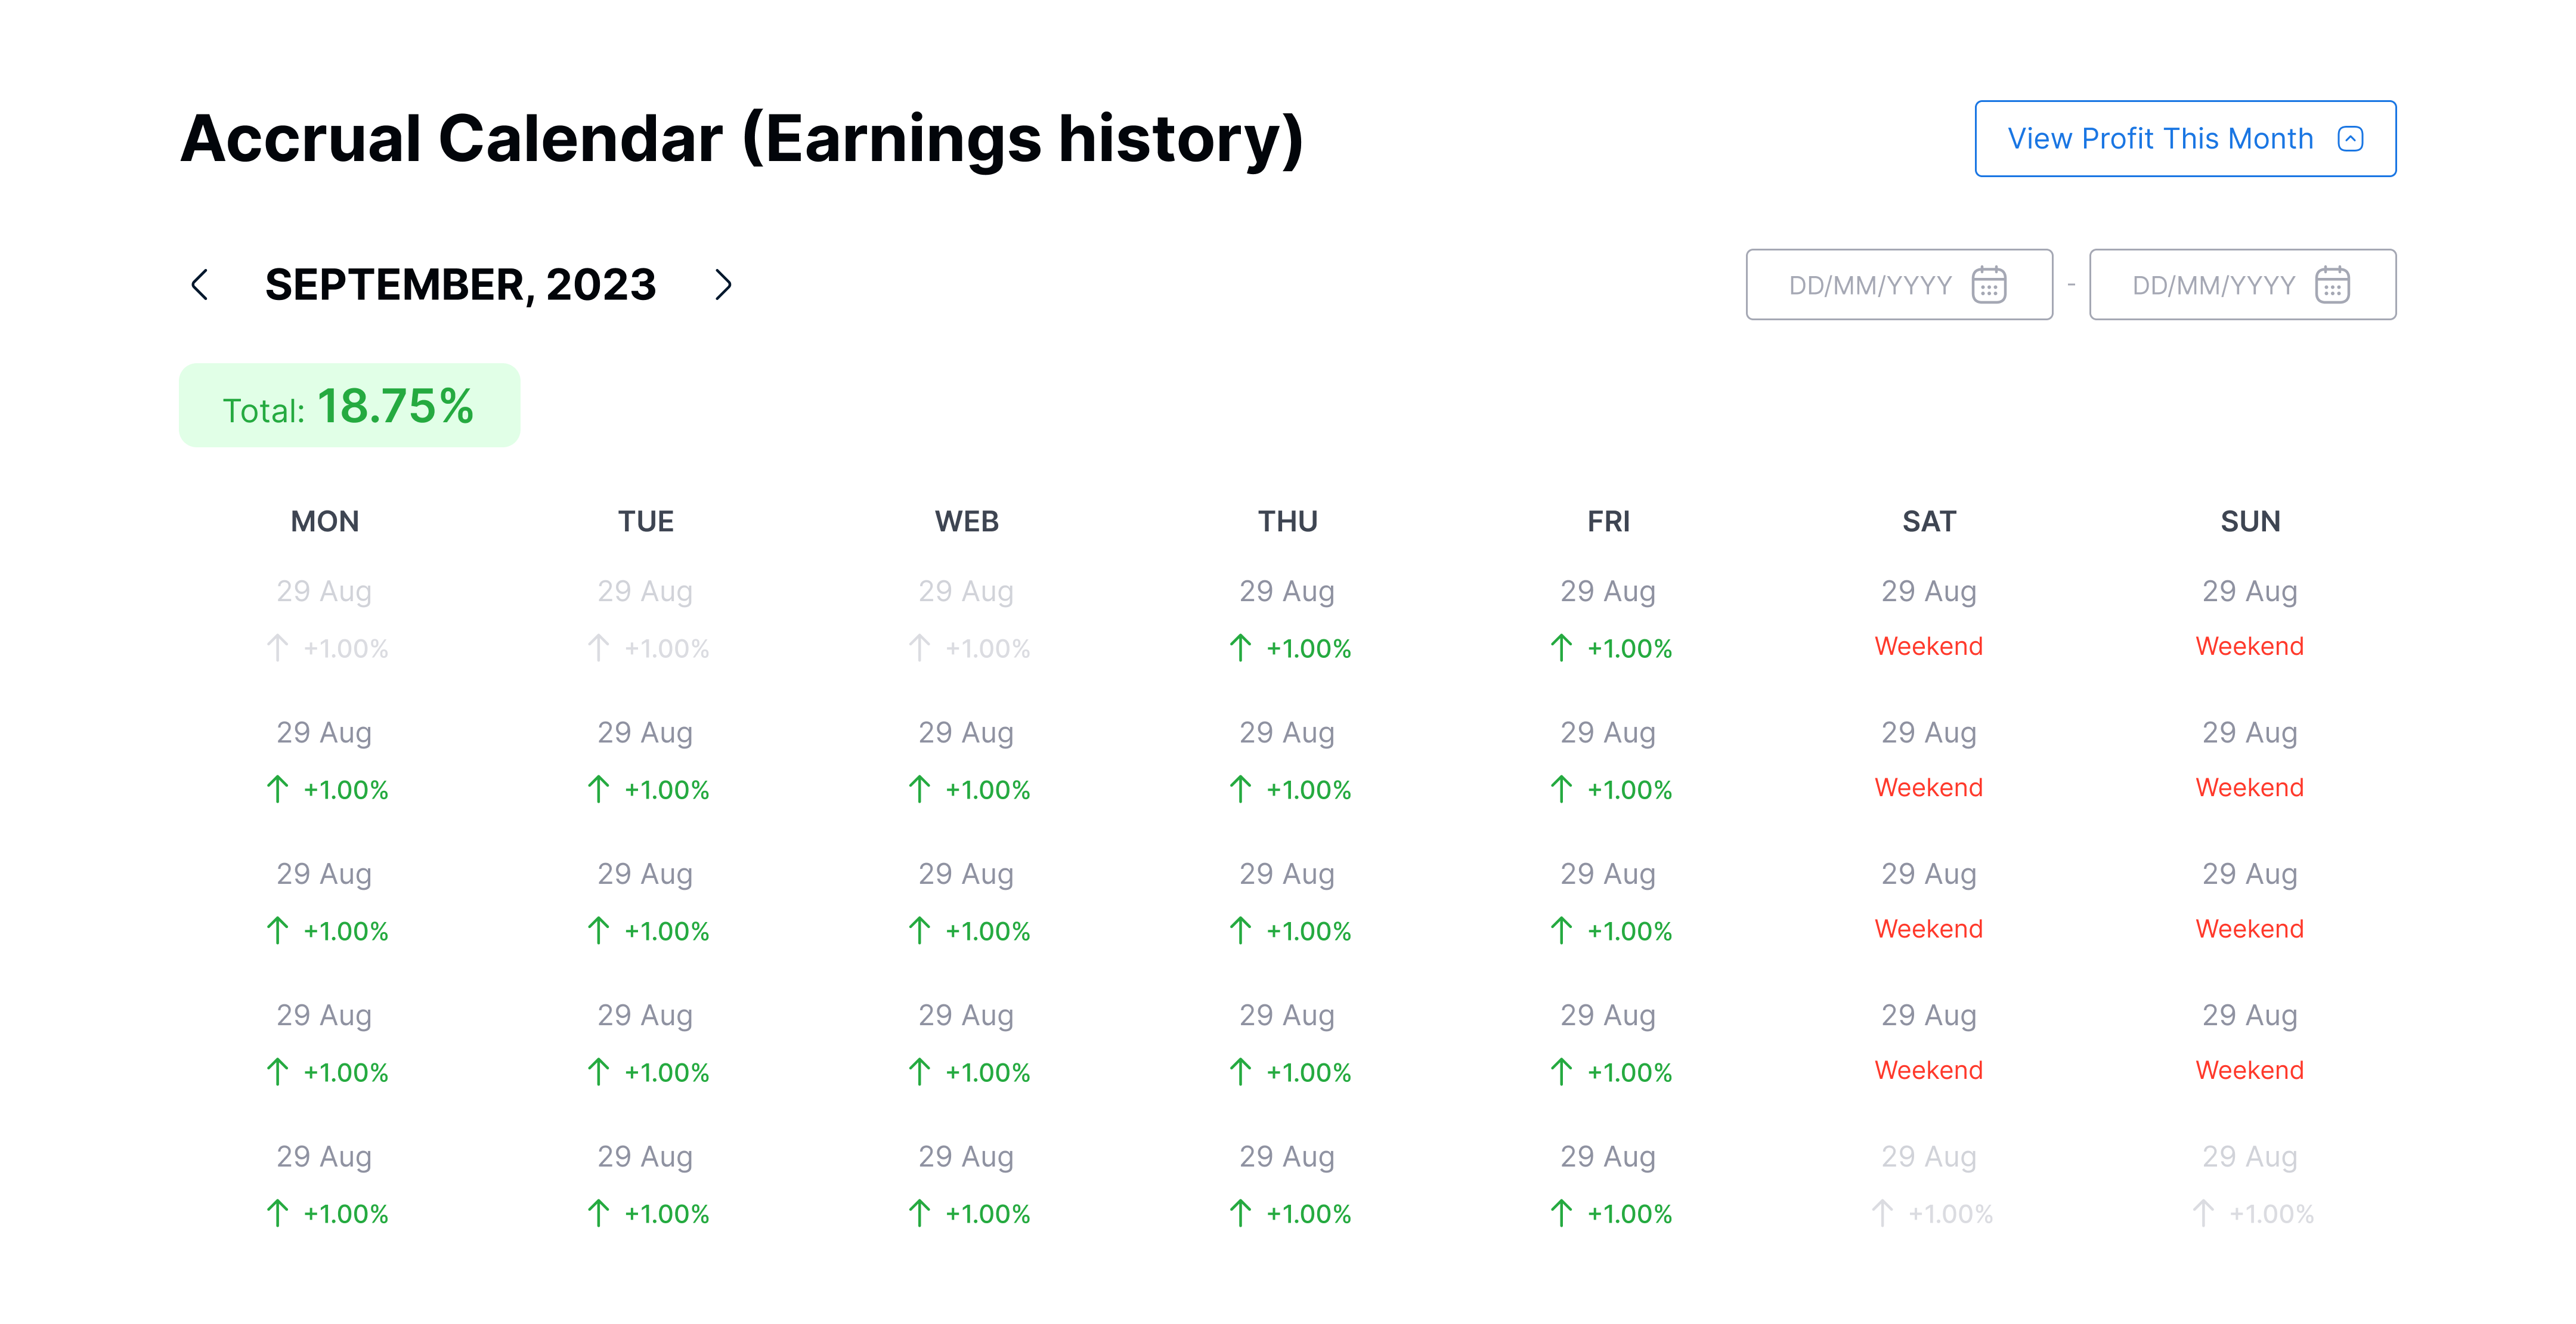 Accrual Calendar (Earnings history)
View Profit This Month
SEPTEMBER, 2023
DD/MM/YYYY - DD/MM/YYYY
Total: 18.75%
MON TUE WEB THU FRI SAT SUN
29 Aug 29 Aug 29 Aug 29 Aug 29 Aug 29 Aug 29 Aug
+1.00% +1.00% +1.00% +1.00% +1.00% Weekend Weekend
29 Aug 29 Aug 29 Aug 29 Aug 29 Aug 29 Aug 29 Aug
+1.00% +1.00% +1.00% +1.00% +1.00% Weekend Weekend
29 Aug 29 Aug 29 Aug 29 Aug 29 Aug 29 Aug 29 Aug
+1.00% +1.00% +1.00% +1.00% +1.00% Weekend Weekend
29 Aug 29 Aug 29 Aug 29 Aug 29 Aug 29 Aug 29 Aug
+1.00% +1.00% +1.00% +1.00% +1.00% Weekend Weekend
29 Aug 29 Aug 29 Aug 29 Aug 29 Aug 29 Aug 29 Aug
+1.00% +1.00% +1.00% +1.00% +1.00% +1.00% +1.00%